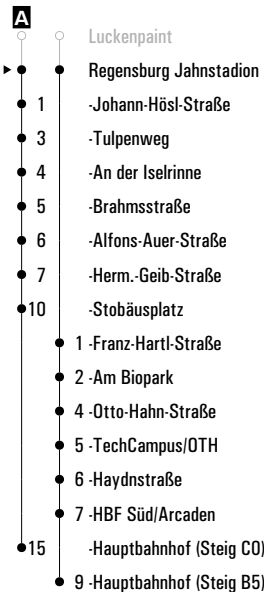 A
Luckenpaint
Regensburg Jahnstadion
1 -Johann-Hösl-Straße
3 -Tulpenweg
4 -An der Iselrinne
5 -Brahmsstraße
6 -Alfons-Auer-Straße
7 -Herm.-Geib-Straße
10 -Stobäusplatz
1 -Franz-Hartl-Straße
2 -Am Biopark
4 -Otto-Hahn-Straße
5 -TechCampus/OTH
6 -Haydnstraße
7 -HBF Süd/Arcaden
15 -Hauptbahnhof (Steig C0)
9 -Hauptbahnhof (Steig B5)